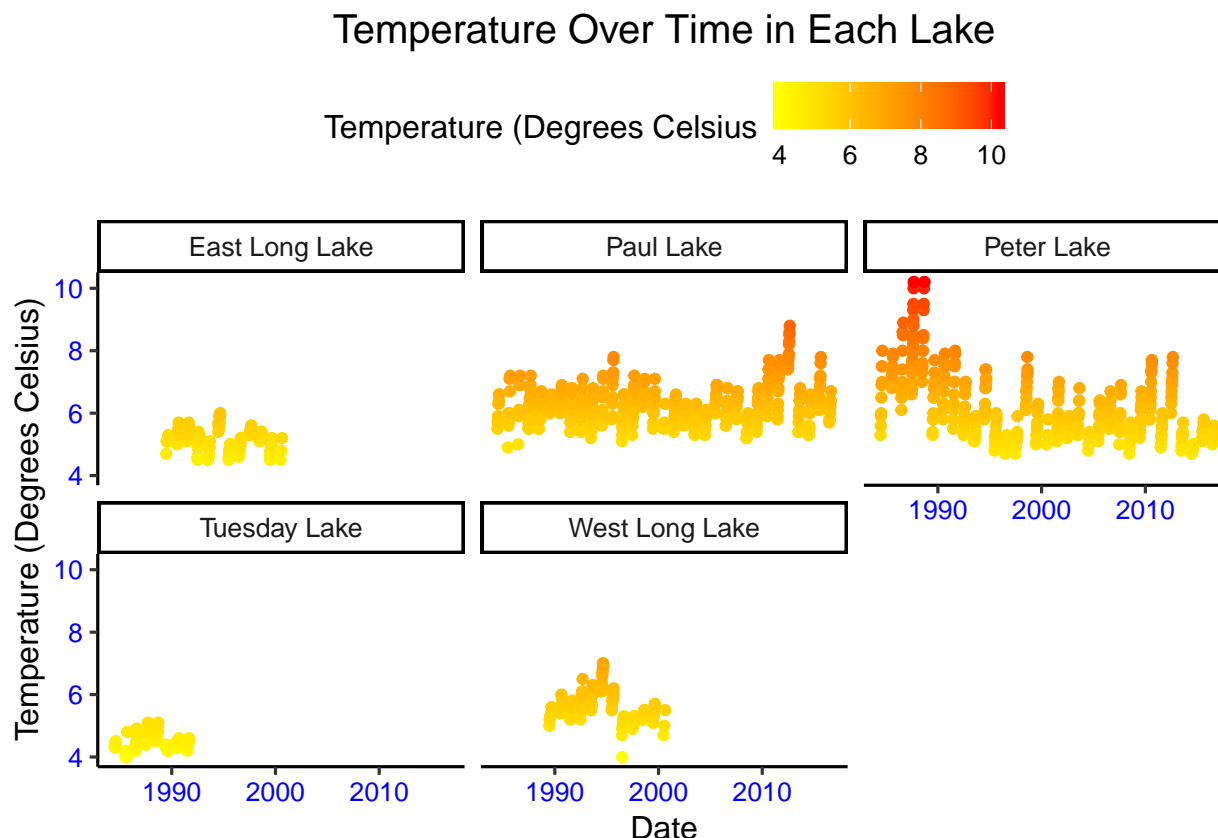 Temperature Over Time in Each Lake
Temperature (Degrees Celsius
4 6 8 10
East Long Lake Paul Lake Peter Lake
Temperature (Degrees Celsius)
10
8
6
4
1990 2000 2010
Tuesday Lake West Long Lake
10
8
6
4
1990 2000 2010 1990 2000 2010
Date